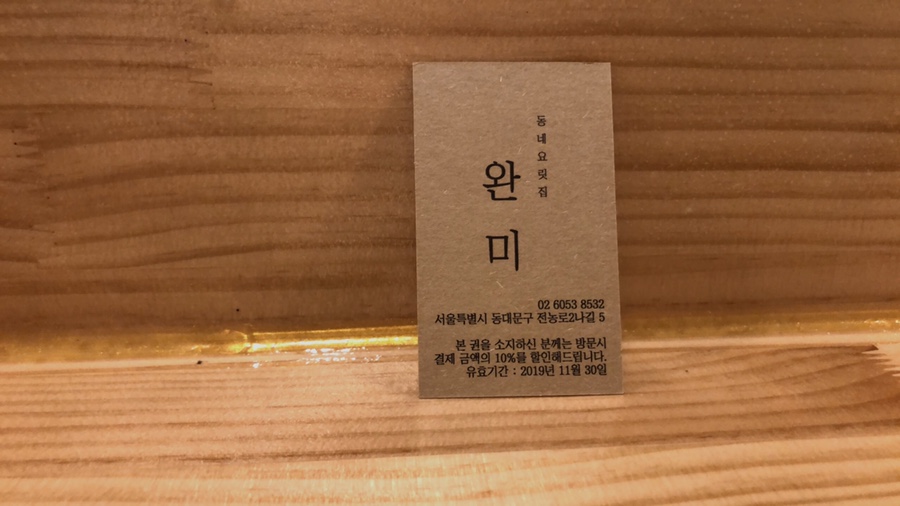 동네요릿집
완미
02 6053 8532
서울특별시 동대문구 전농로2나길 5
본 권을 소지하신 분께는 방문시
결제 금액의 10%를 할인해드립니다.
유효기간 : 2019년 11월 30일